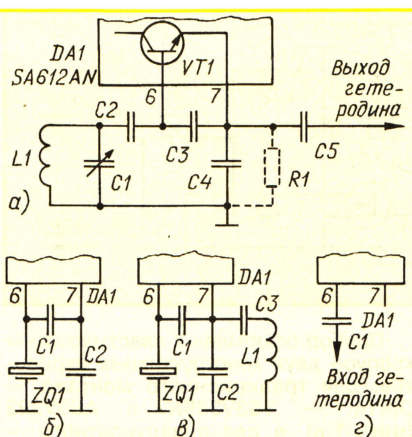 DA1
SA612AN
VT1
6
7
Выход
гете-
родина
C2
C3
C5
L1
C1
C4
R1
а)
6
7
DA1
C1
C2
ZQ1
б)
6
7
DA1
C3
C1
L1
C2
ZQ1
в)
6
7
DA1
C1
Вход ге-
теродина
г)